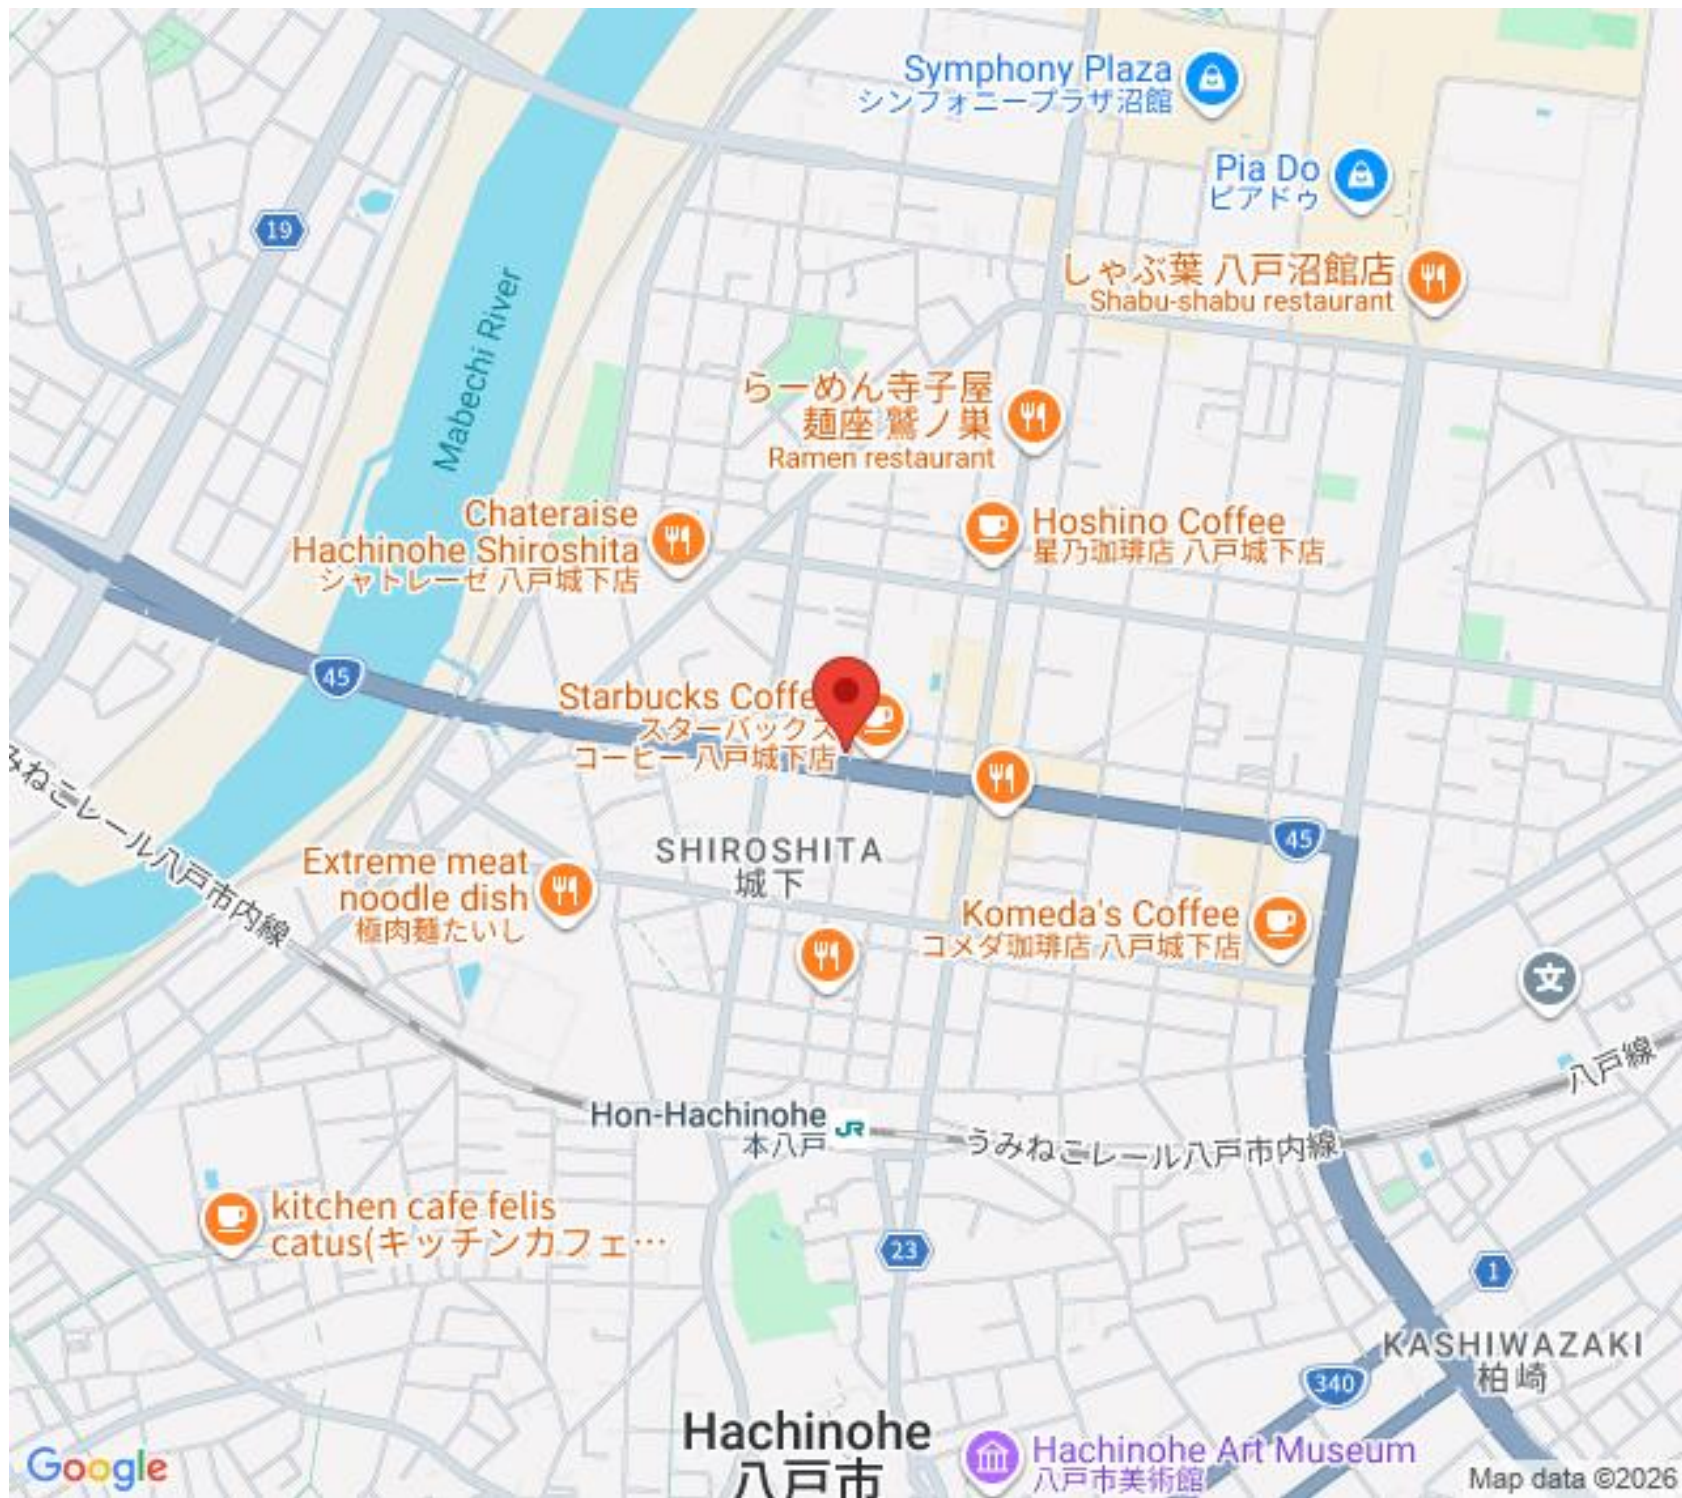 Symphony Plaza
シンフォニープラザ沼館
Pia Do
ピアドゥ
19
しゃぶ葉 八戸沼館店
Shabu-shabu restaurant
Mabechi River
らーめん寺子屋
麺座 鷲ノ巣
Ramen restaurant
Chateraise
Hachinohe Shiroshita
シャトレーゼ 八戸城下店
Hoshino Coffee
星乃珈琲店 八戸城下店
45
Starbucks Coffe
スターバックス
コーヒー 八戸城下店
みねこレール八戸市内線
SHIROSHITA
城下
45
Extreme meat
noodle dish
極肉麺たいし
Komeda's Coffee
コメダ珈琲店 八戸城下店
文
八戸線
Hon-Hachinohe
本八戸
JR
うみねこレール八戸市内線
kitchen cafe felis
catus(キッチンカフェ…
23
1
KASHIWAZAKI
柏崎
340
Hachinohe
八戸市
Hachinohe Art Museum
八戸市美術館
Google
Map data ©2026